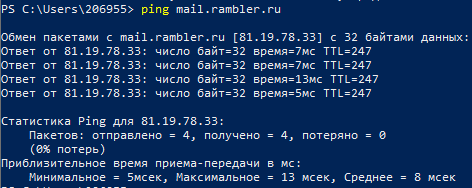 PS C:\Users\206955> ping mail.rambler.ru
Обмен пакетами с mail.rambler.ru [81.19.78.33] с 32 байтами данных:
Ответ от 81.19.78.33: число байт=32 время=7мс TTL=247
Ответ от 81.19.78.33: число байт=32 время=7мс TTL=247
Ответ от 81.19.78.33: число байт=32 время=13мс TTL=247
Ответ от 81.19.78.33: число байт=32 время=5мс TTL=247
Статистика Ping для 81.19.78.33:
Пакетов: отправлено = 4, получено = 4, потеряно = 0
(0% потерь)
Приблизительное время приема-передачи в мс:
Минимальное = 5мсек, Максимальное = 13 мсек, Среднее = 8 мсек